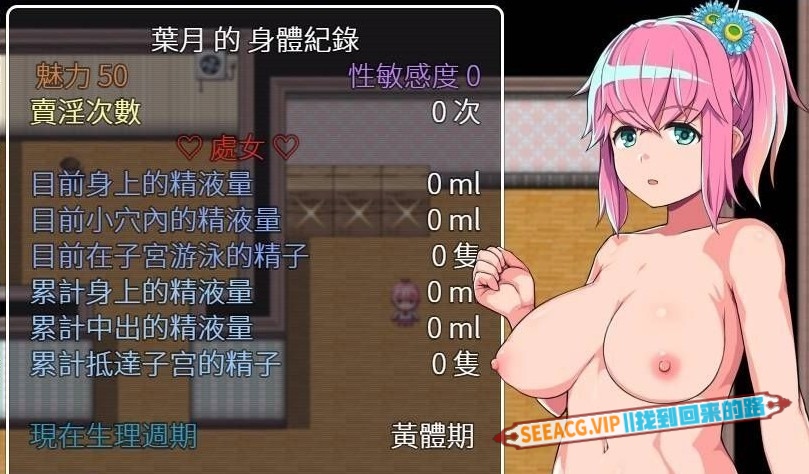 葉月 的 身體紀錄
魅力 50 性敏感度 0
賣淫次數 0 次
♡ 處女 ♡
目前身上的精液量 0 ml
目前小穴內的精液量 0 ml
目前在子宮游泳的精子 0 隻
累計身上的精液量 0 m
累計中出的精液量 0 ml
累計抵達子宮的精子 0 隻
現在生理週期 黃體期
SEEACG.VIP||找到回来的路